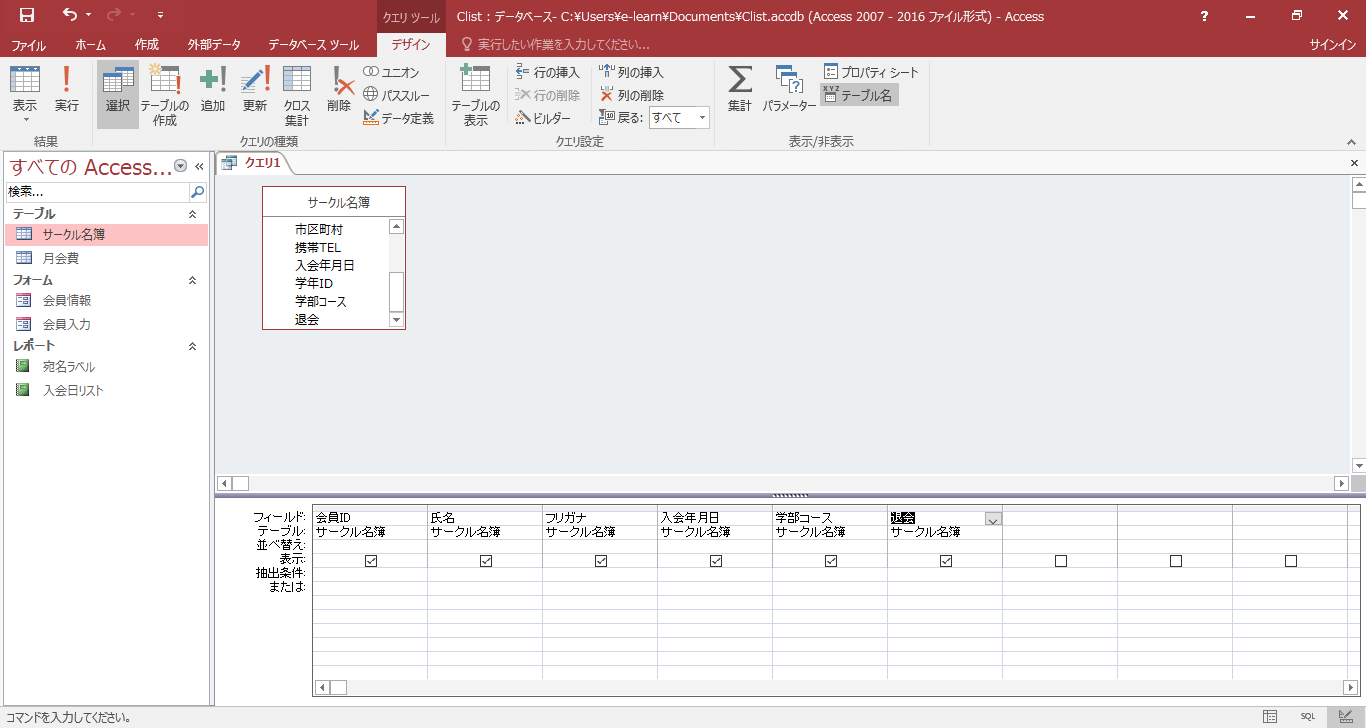 クエリ ツール
Clist : データベース- C:¥Users¥e-learn¥Documents¥Clist.accdb (Access 2007 - 2016 ファイル形式) - Access
?
ファイル ホーム 作成 外部データ データベース ツール デザイン 実行したい作業を入力してください... サインイン
表示
実行
選択
テーブルの
作成
追加
更新
クロス
集計
削除
ユニオン
パススルー
データ定義
テーブルの
表示
行の挿入
行の削除
ビルダー
列の挿入
列の削除
戻る: すべて
集計
パラメーター
プロパティ シート
XYZ
テーブル名
結果
クエリの種類
クエリ設定
表示/非表示
すべての Access...
検索...
テーブル
サークル名簿
月会費
フォーム
会員情報
会員入力
レポート
宛名ラベル
入会日リスト
クエリ1
サークル名簿
市区町村
携帯TEL
入会年月日
学年ID
学部コース
退会
フィールド: 会員ID 氏名 フリガナ 入会年月日 学部コース 退会
テーブル: サークル名簿 サークル名簿 サークル名簿 サークル名簿 サークル名簿 サークル名簿
並べ替え:
表示:
抽出条件:
または:
コマンドを入力してください。
SQL